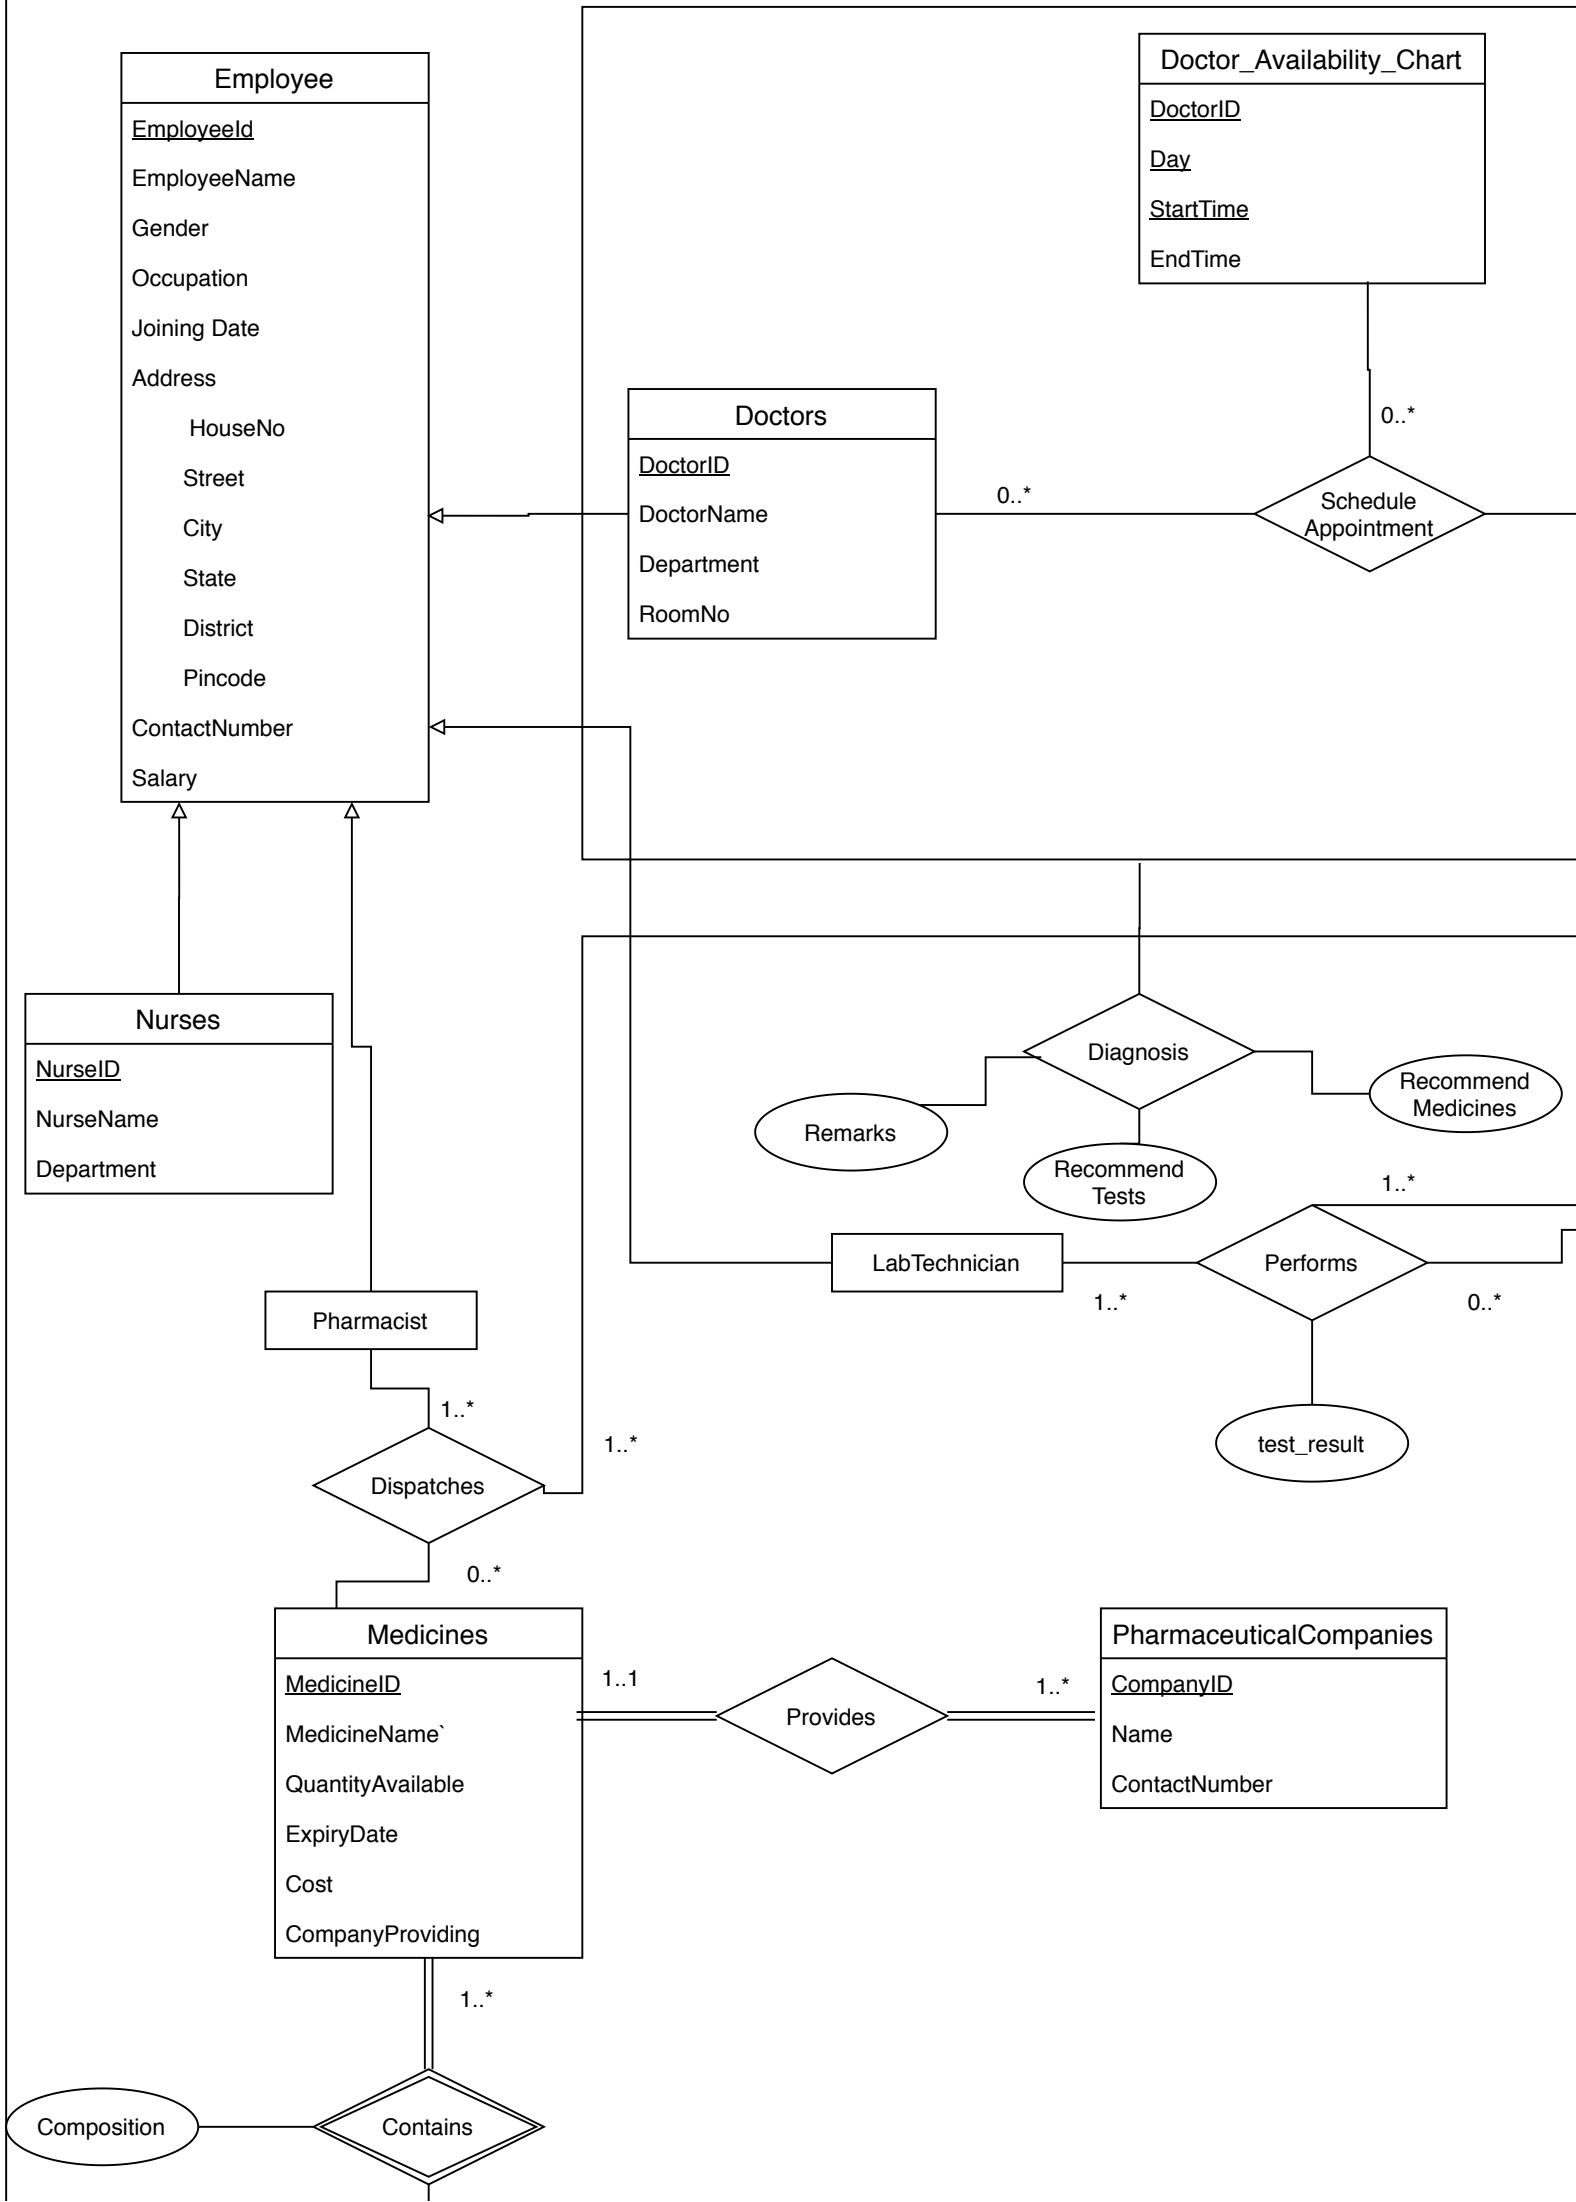 Employee
EmployeeId
EmployeeName
Gender
Occupation
Joining Date
Address
HouseNo
Street
City
State
District
Pincode
ContactNumber
Salary
Doctor_Availability_Chart
DoctorID
Day
StartTime
EndTime
0..*
Doctors
DoctorID
DoctorName
Department
RoomNo
0..*
Schedule
Appointment
Nurses
NurseID
NurseName
Department
Diagnosis
Remarks
Recommend
Tests
Recommend
Medicines
1..*
LabTechnician
1..*
Performs
0..*
test_result
Pharmacist
1..*
Dispatches
1..*
0..*
Medicines
MedicineID
MedicineName`
QuantityAvailable
ExpiryDate
Cost
CompanyProviding
1..1
Provides
1..*
PharmaceuticalCompanies
CompanyID
Name
ContactNumber
1..*
Composition
Contains